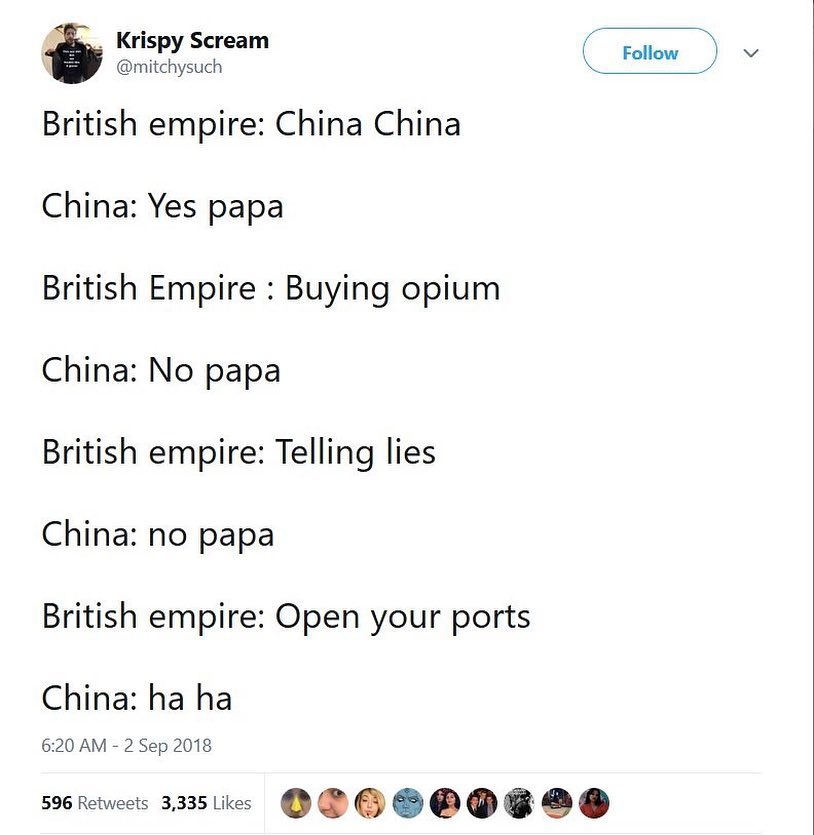 Krispy Scream
Follow
@mitchysuch
British empire: China China
China: Yes papa
British Empire : Buying opium
China: No papa
British empire: Telling lies
China: no papa
British empire: Open your ports
China: ha ha
6:20 AM - 2 Sep 2018
596 Retweets 3,335 Likes